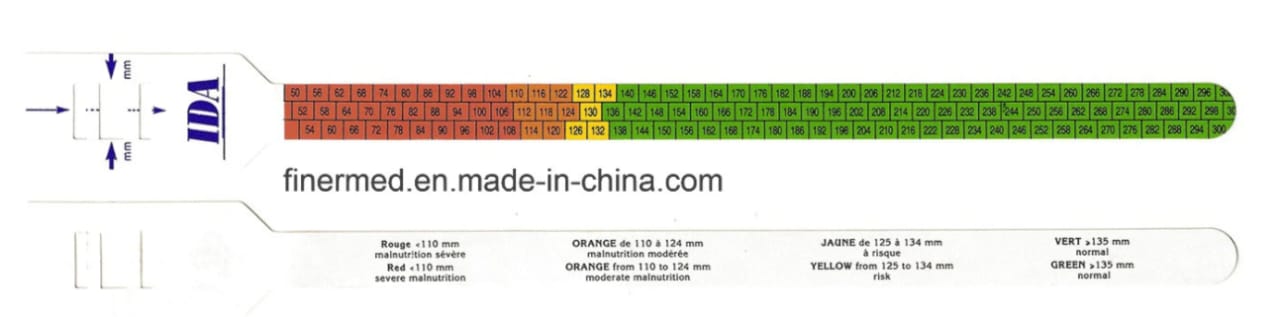 mm
50 56 62 68 74 80 86 92 98 104 110 116 122 128 134 140 146 152 158 164 170 176 182 188 194 200 206 212 218 224 230 236 242 248 254 260 266 272 278 284 290 296
IDA
52 58 64 70 76 82 88 94 100 106 112 118 124 130 136 142 148 154 160 166 172 178 184 190 196 202 208 214 220 226 232 238 244 250 256 262 268 274 280 286 292 298
54 60 66 72 78 84 90 96 102 108 114 120 126 132 138 144 150 156 162 168 174 180 186 192 198 204 210 216 222 228 234 240 246 252 258 264 270 276 282 288 294 300
mm
finermed.en.made-in-china.com
Rouge <110 mm
malnutrition sévère
Red <110 mm
severe malnutrition
ORANGE de 110 à 124 mm
malnutrition modérée
ORANGE from 110 to 124 mm
moderate malnutrition
JAUNE de 125 à 134 mm
à risque
YELLOW from 125 to 134 mm
risk
VERT ≥135 mm
normal
GREEN ≥135 mm
normal